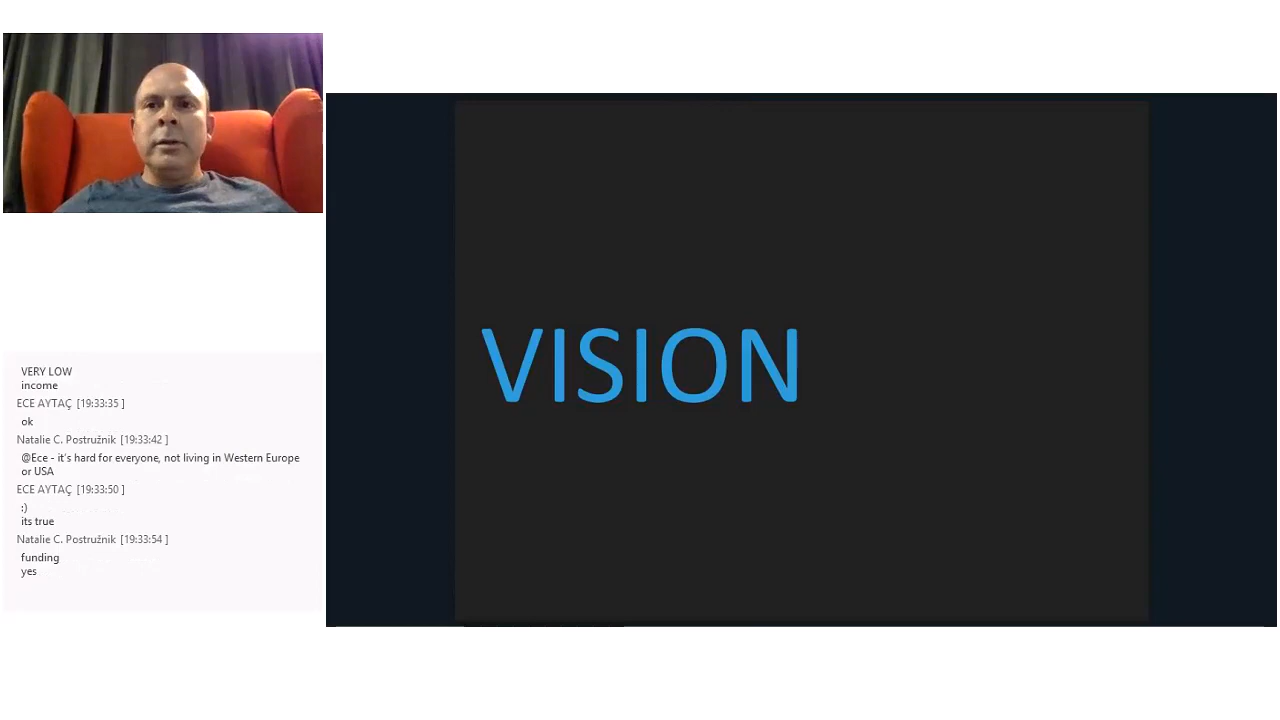 VERY LOW
income
ECE AYTAÇ [19:33:35 ]
ok
Natalie C. Postružnik [19:33:42 ]
@Ece - it's hard for everyone, not living in Western Europe
or USA
ECE AYTAÇ [19:33:50 ]
:)
its true
Natalie C. Postružnik [19:33:54 ]
funding
yes
VISION